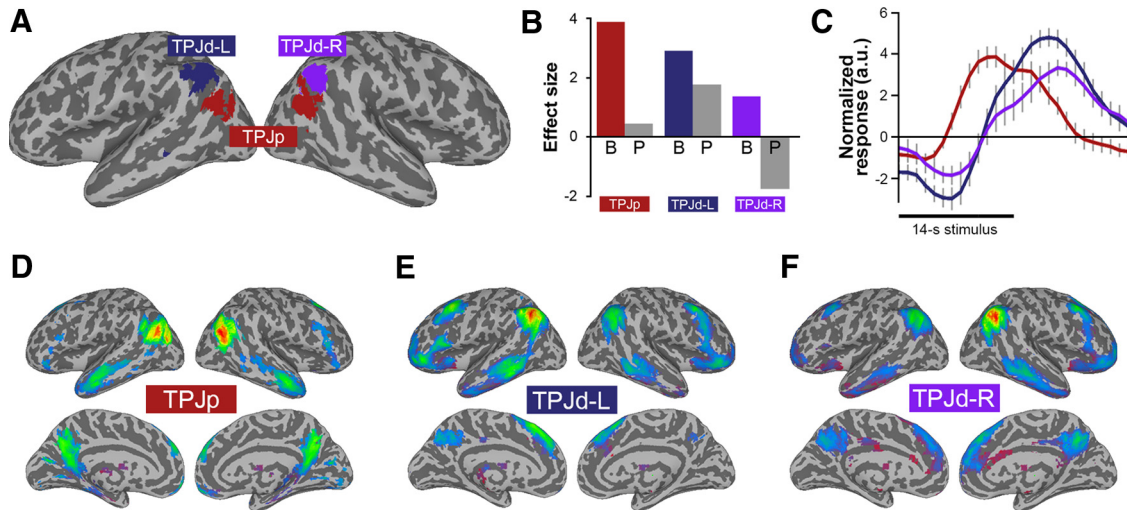 A
TPJd-L
TPJd-R
TPJp
B
Effect size
4
2
0
-2
B P B P B P
TPJp TPJd-L TPJd-R
C
Normalized
response (a.u.)
6
4
2
0
-2
14-s stimulus
D
TPJp
E
TPJd-L
F
TPJd-R